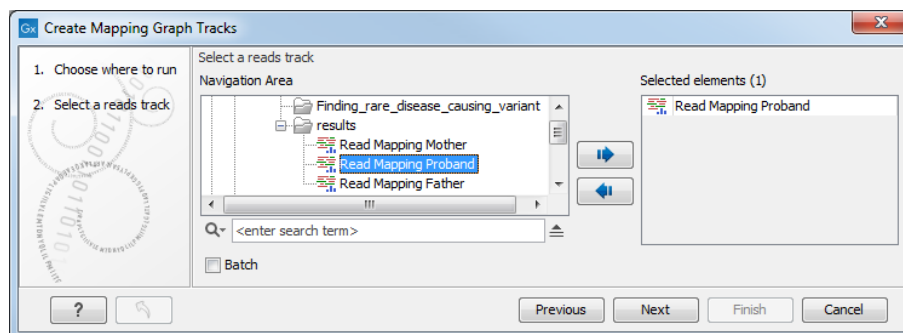 Gx Create Mapping Graph Tracks
1. Choose where to run
2. Select a reads track
Select a reads track
Navigation Area
Finding_rare_disease_causing_variant
results
Read Mapping Mother
Read Mapping Proband
Read Mapping Father
<enter search term>
Batch
Selected elements (1)
Read Mapping Proband
?
Previous
Next
Finish
Cancel